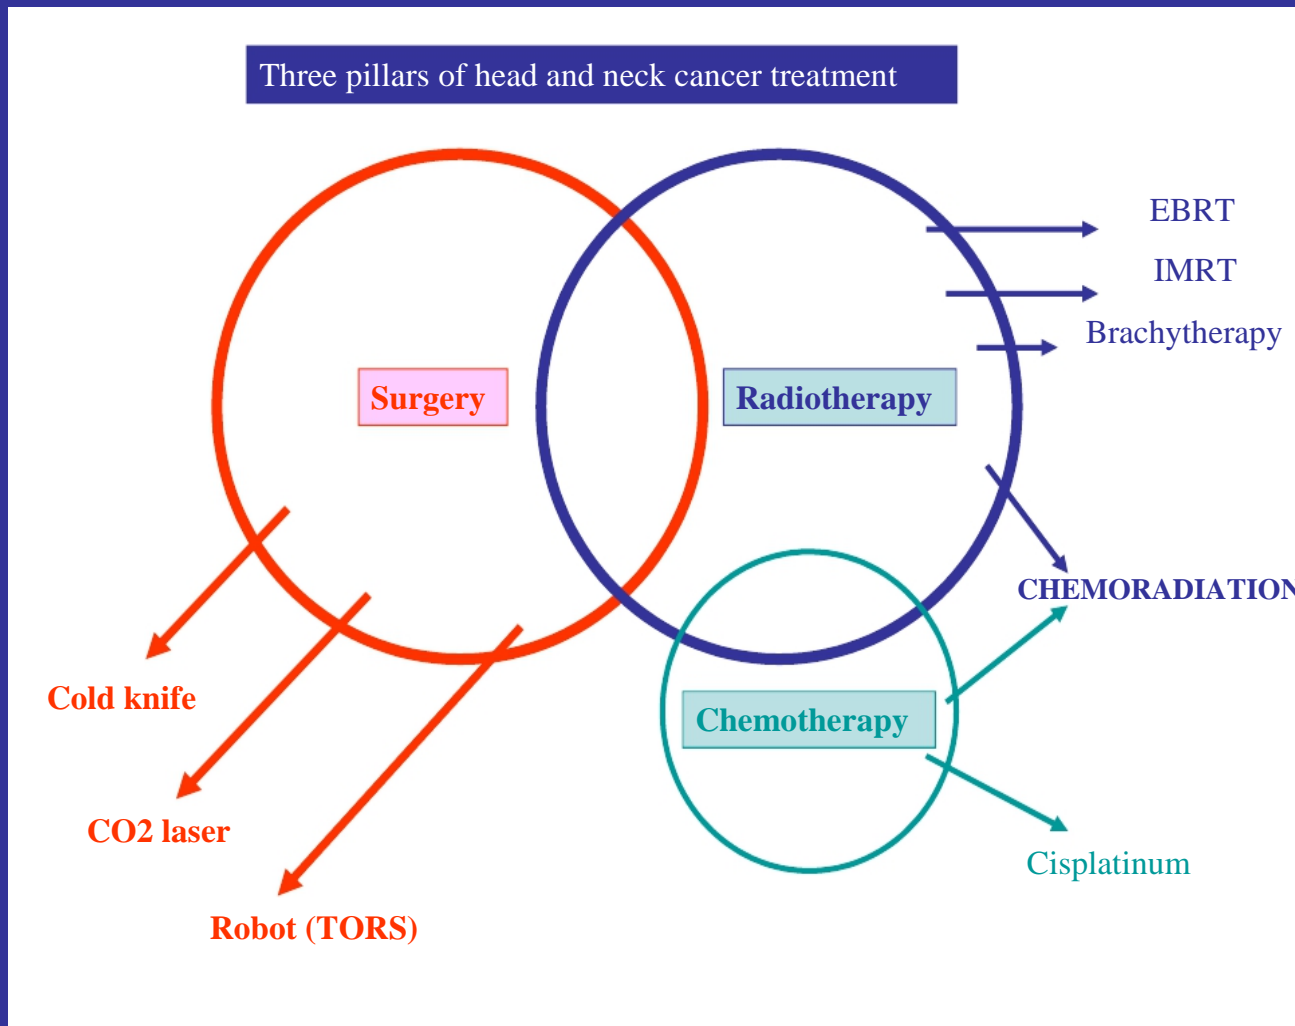 Three pillars of head and neck cancer treatment
EBRT
IMRT
Brachytherapy
Surgery
Radiotherapy
CHEMORADIATION
Cold knife
Chemotherapy
CO2 laser
Cisplatinum
Robot (TORS)